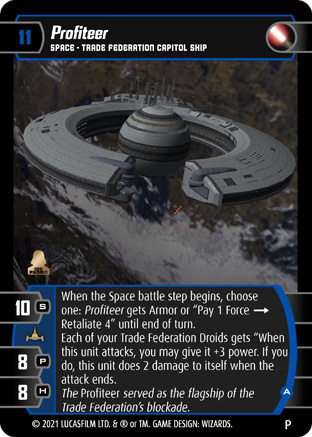 11
Profiteer
SPACE - TRADE FEDERATION CAPITOL SHIP
10 S
8 P
8 H
When the Space battle step begins, choose
one: Profiteer gets Armor or “Pay 1 Force →
Retaliate 4” until end of turn.
Each of your Trade Federation Droids gets “When
this unit attacks, you may give it +3 power. If you
do, this unit does 2 damage to itself when the
attack ends.
The Profiteer served as the flagship of the
Trade Federation’s blockade.
A
© 2021 LUCASFILM LTD. & ® or TM. GAME DESIGN: WIZARDS.
P